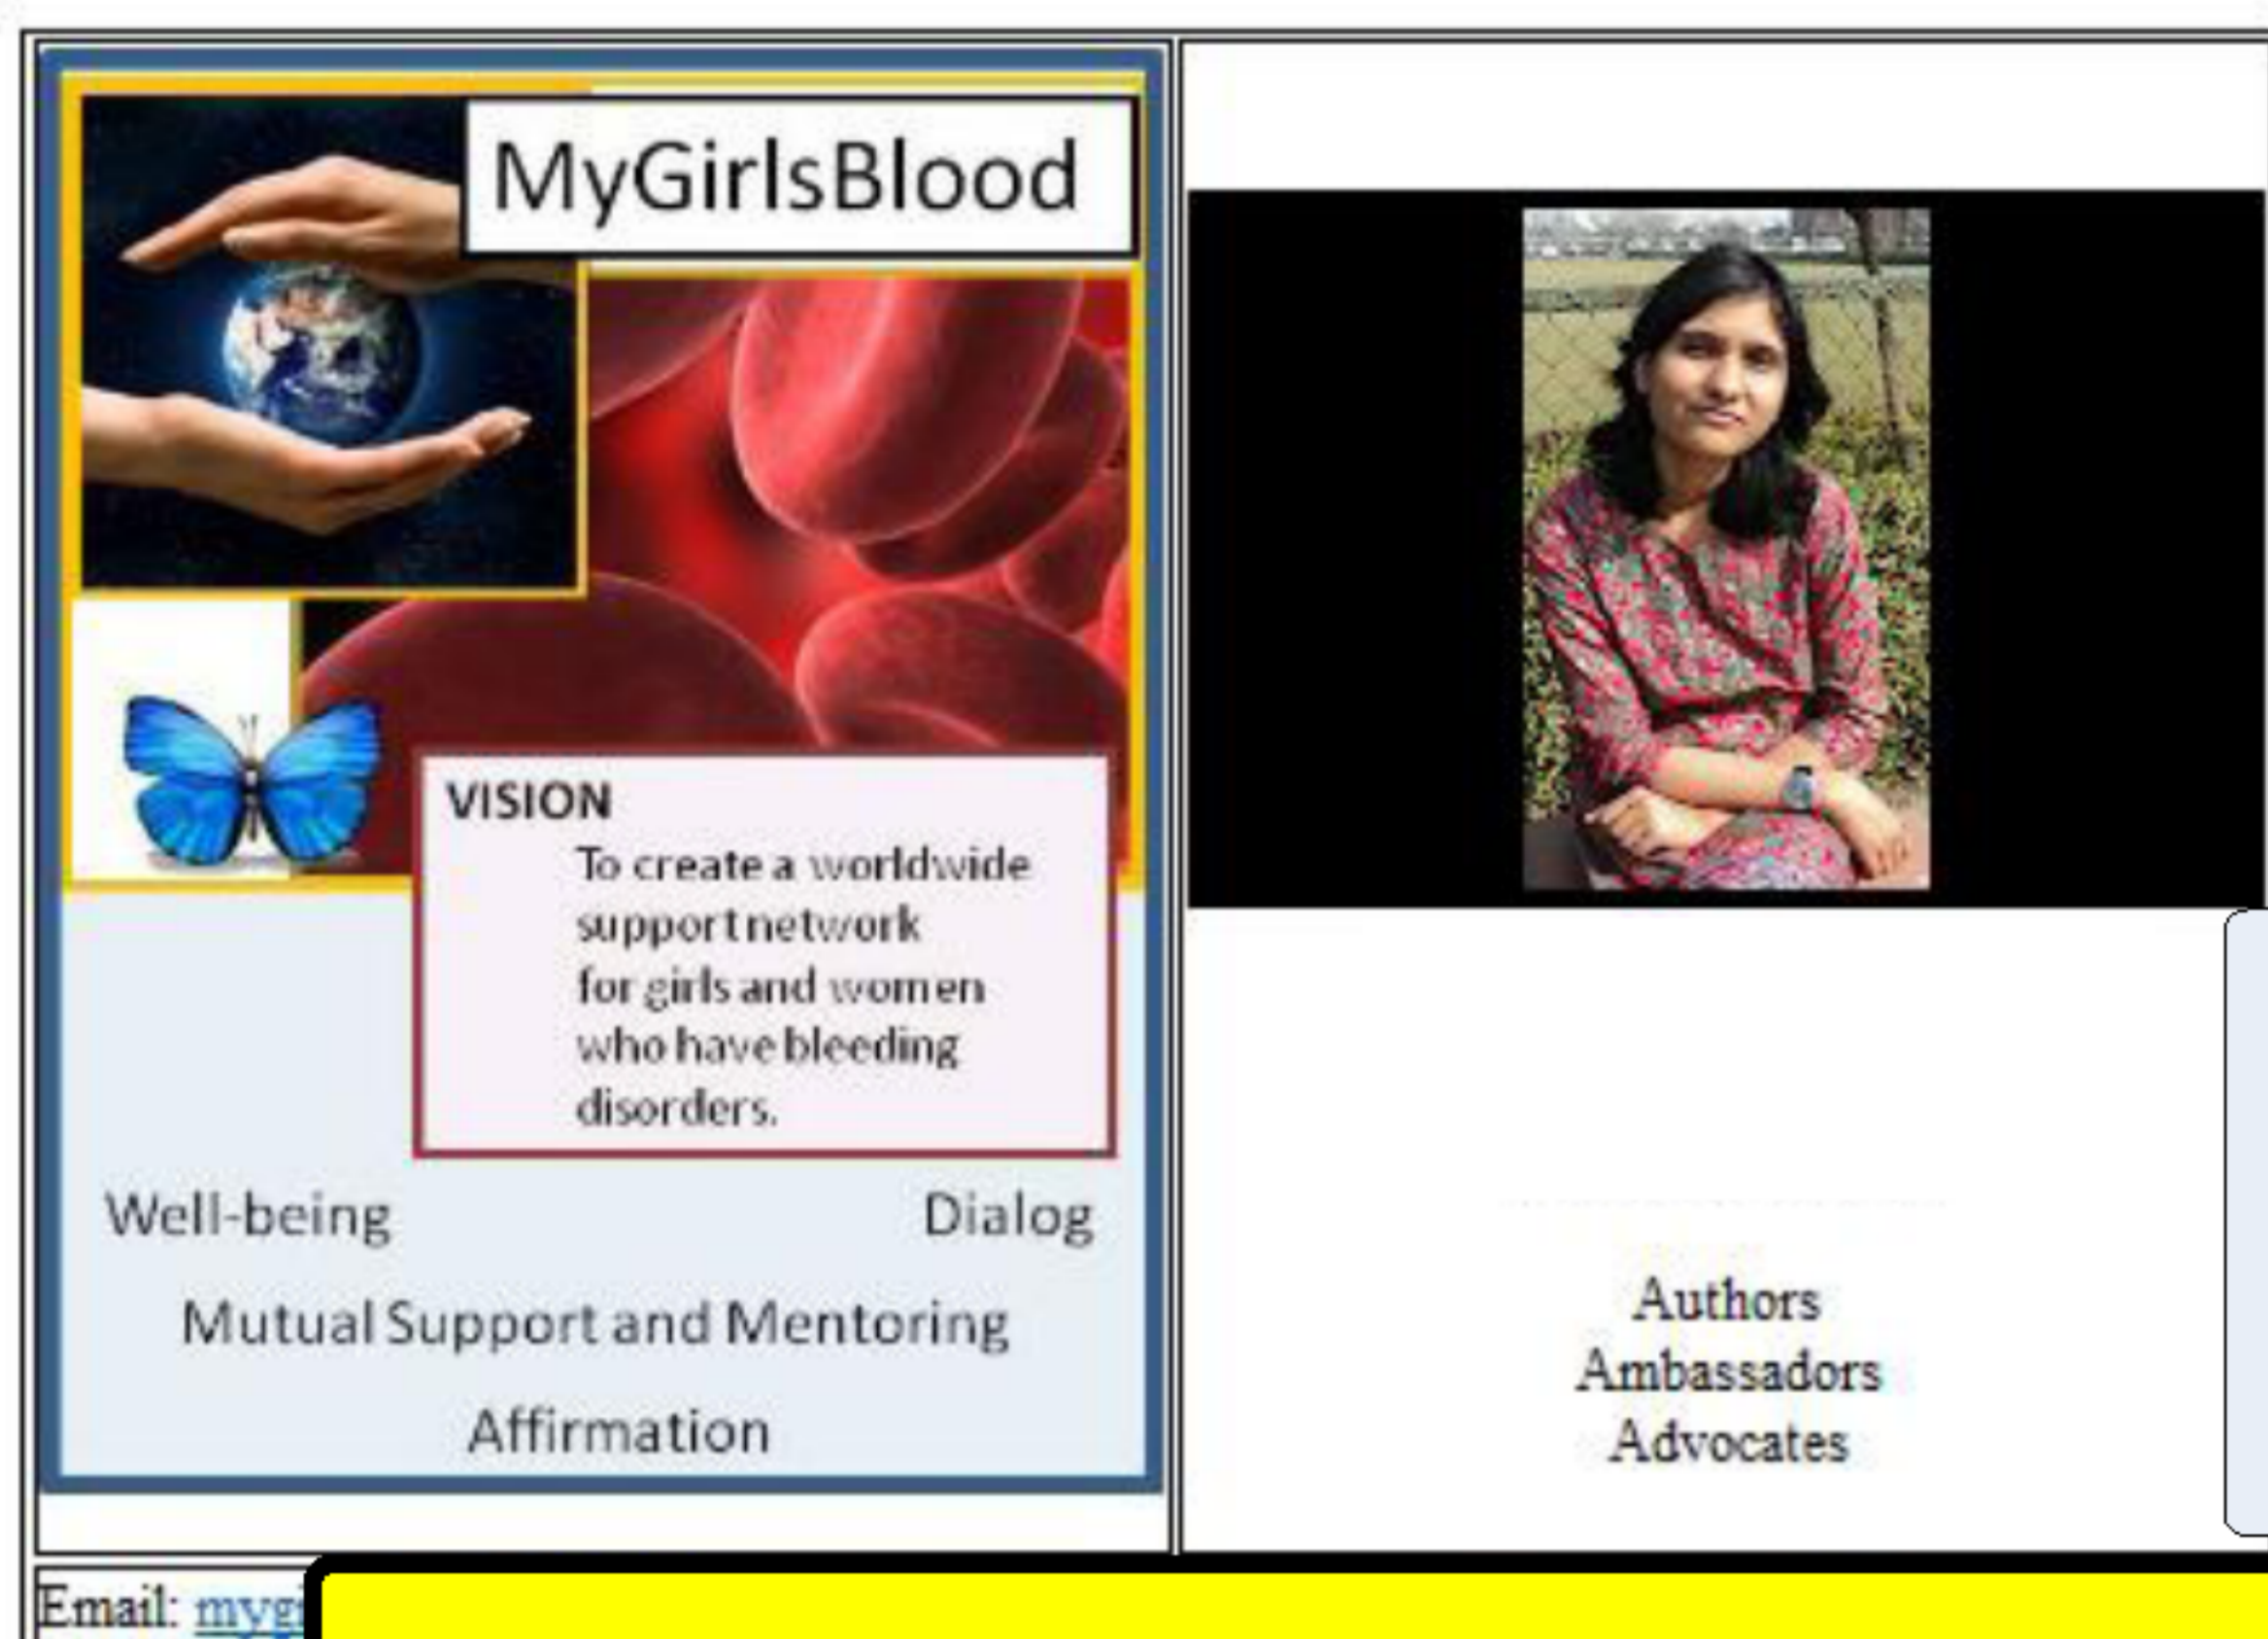 MyGirlsBlood
VISION
To create a worldwide
support network
for girls and women
who have bleeding
disorders.
Well-being
Dialog
Mutual Support and Mentoring
Affirmation
Authors
Ambassadors
Advocates
Email: